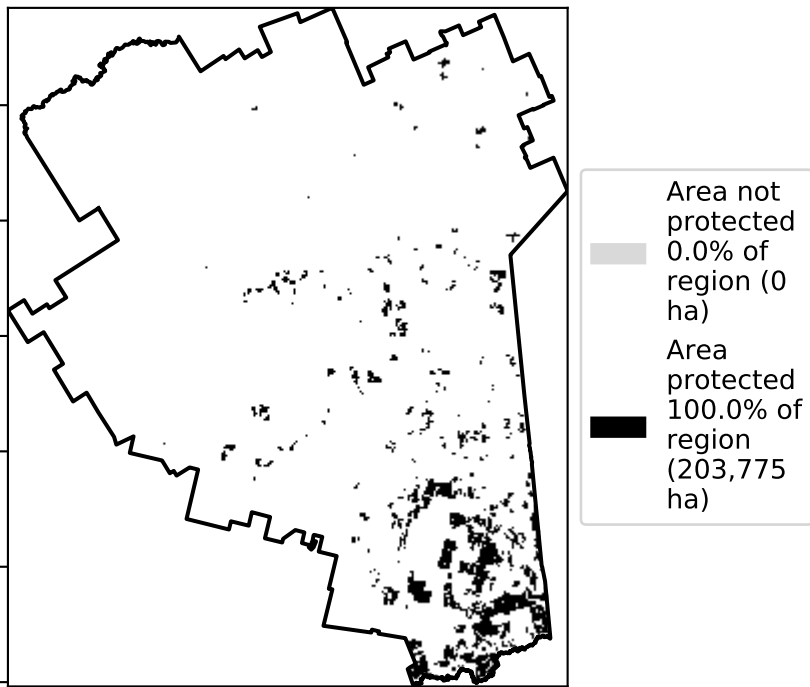 Area not
protected
0.0% of
region (0
ha)
Area
protected
100.0% of
region
(203,775
ha)